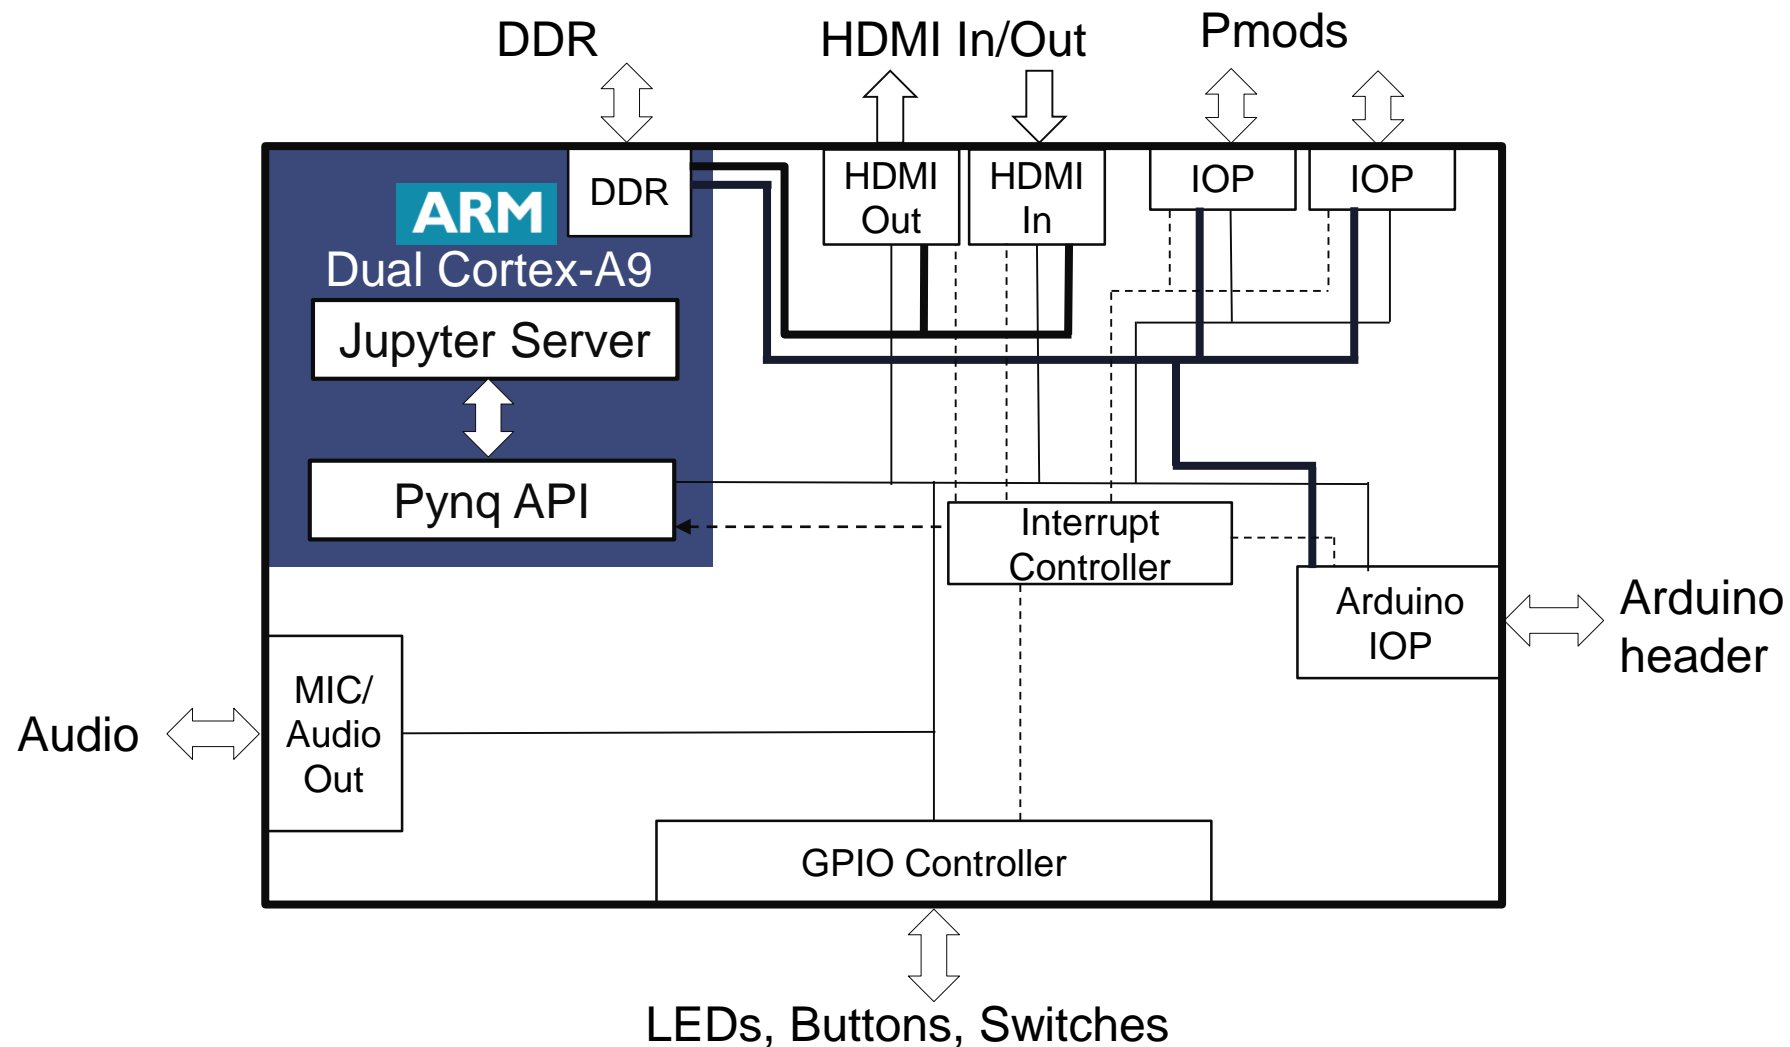 DDR
HDMI In/Out
Pmods
DDR
HDMI
Out
HDMI
In
IOP
IOP
ARM
Dual Cortex-A9
Jupyter Server
Pynq API
Interrupt
Controller
Arduino
IOP
Arduino
header
MIC/
Audio
Out
Audio
GPIO Controller
LEDs, Buttons, Switches